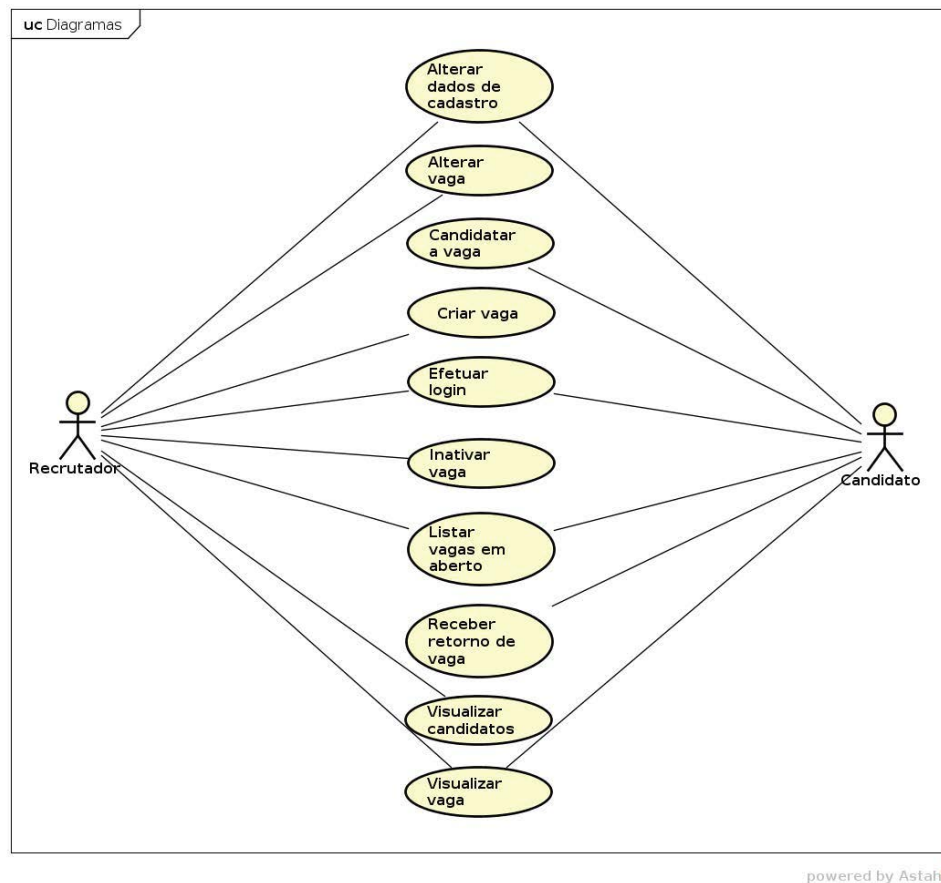 uc Diagramas
Alterar
dados de
cadastro
Alterar
vaga
Candidatar
a vaga
Criar vaga
Efetuar
login
Recrutador
Inativar
vaga
Candidato
Listar
vagas em
aberto
Receber
retorno de
vaga
Visualizar
candidatos
Visualizar
vaga
powered by Astah